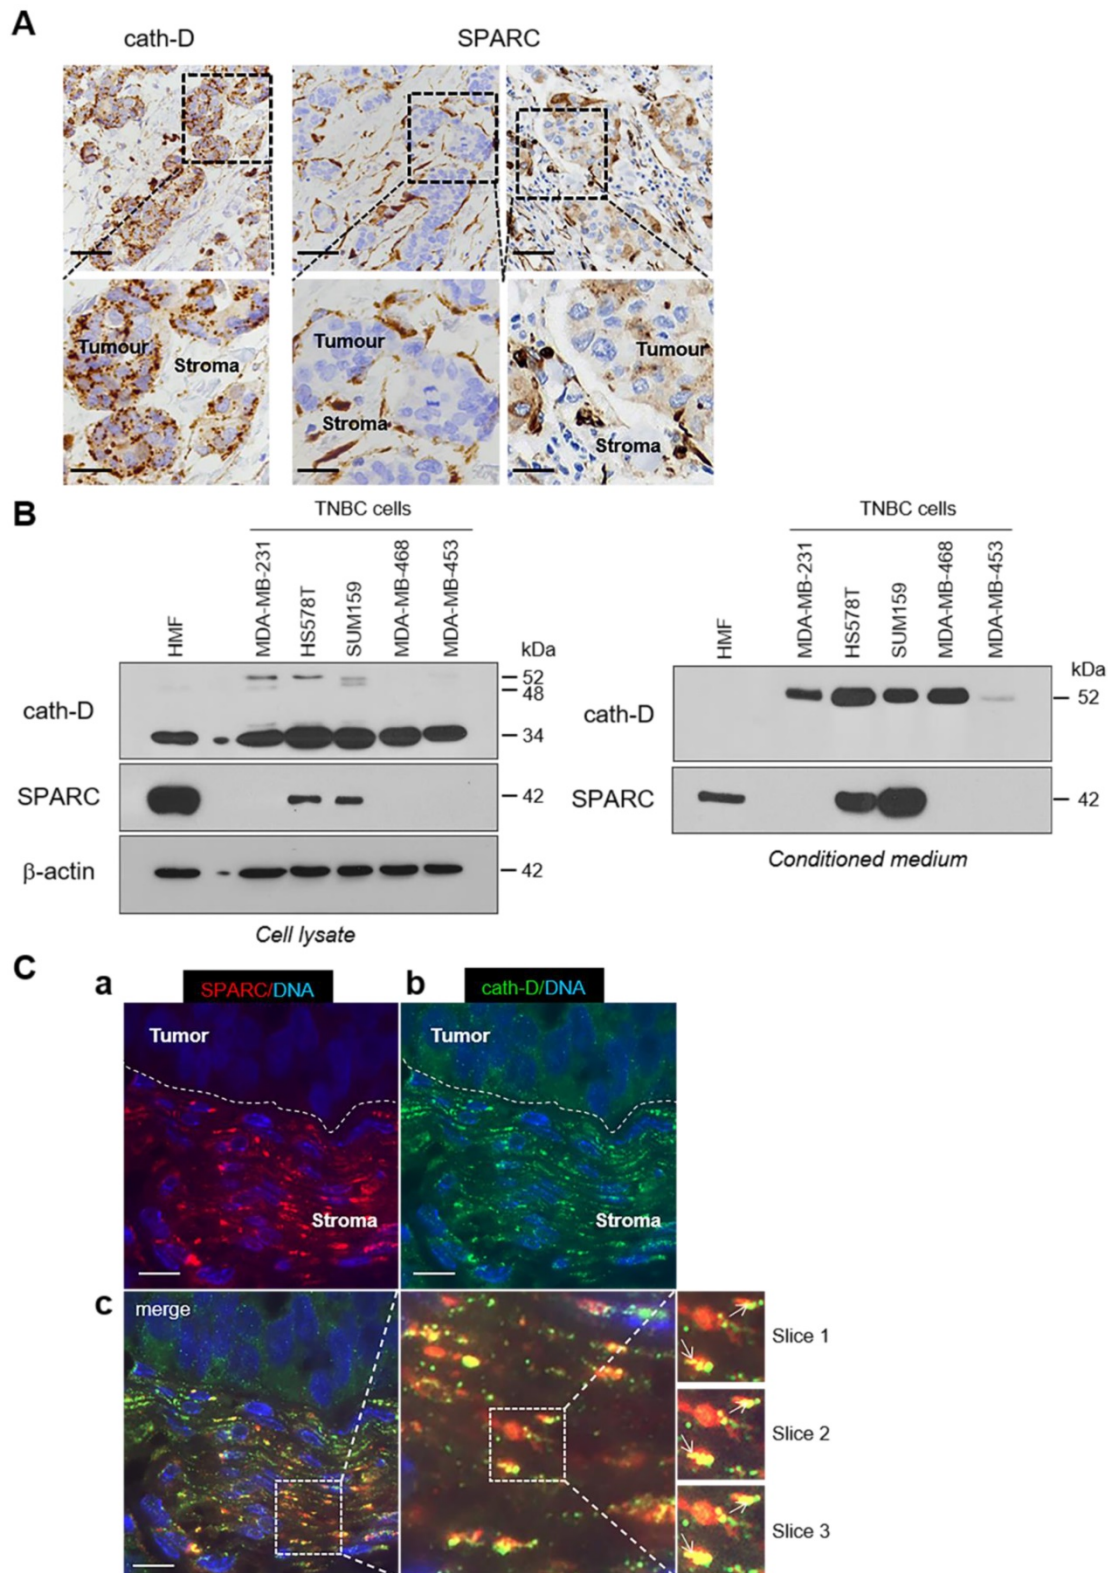 A
cath-D
SPARC
Tumour
Stroma
Tumour
Stroma
Tumour
Stroma
B
TNBC cells
HMF
MDA-MB-231
HS578T
SUM159
MDA-MB-468
MDA-MB-453
kDa
cath-D
52
48
34
SPARC
42
β-actin
42
Cell lysate
TNBC cells
HMF
MDA-MB-231
HS578T
SUM159
MDA-MB-468
MDA-MB-453
kDa
cath-D
52
SPARC
42
Conditioned medium
C
a
SPARC/DNA
Tumor
Stroma
b
cath-D/DNA
Tumor
Stroma
c
merge
Slice 1
Slice 2
Slice 3